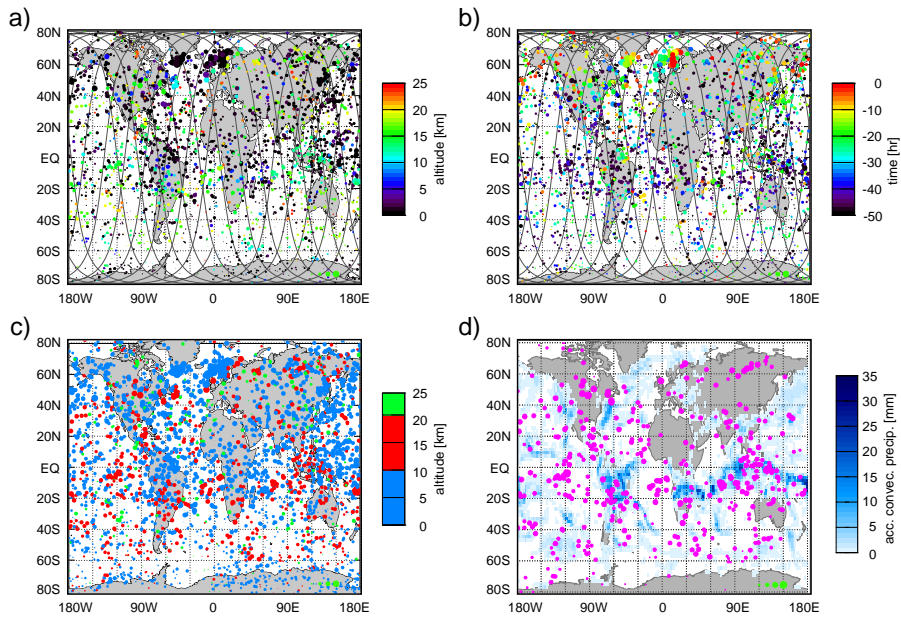 a)
80N
60N
40N
20N
EQ
20S
40S
60S
80S
180W
90W
0
90E
180E
25
20
15
10
5
0
altitude [km]
b)
80N
60N
40N
20N
EQ
20S
40S
60S
80S
180W
90W
0
90E
180E
0
-10
-20
-30
-40
-50
time [hr]
c)
80N
60N
40N
20N
EQ
20S
40S
60S
80S
180W
90W
0
90E
180E
25
20
15
10
5
0
altitude [km]
d)
80N
60N
40N
20N
EQ
20S
40S
60S
80S
180W
90W
0
90E
180E
35
30
25
20
15
10
5
0
acc. convec. precip. [mm]